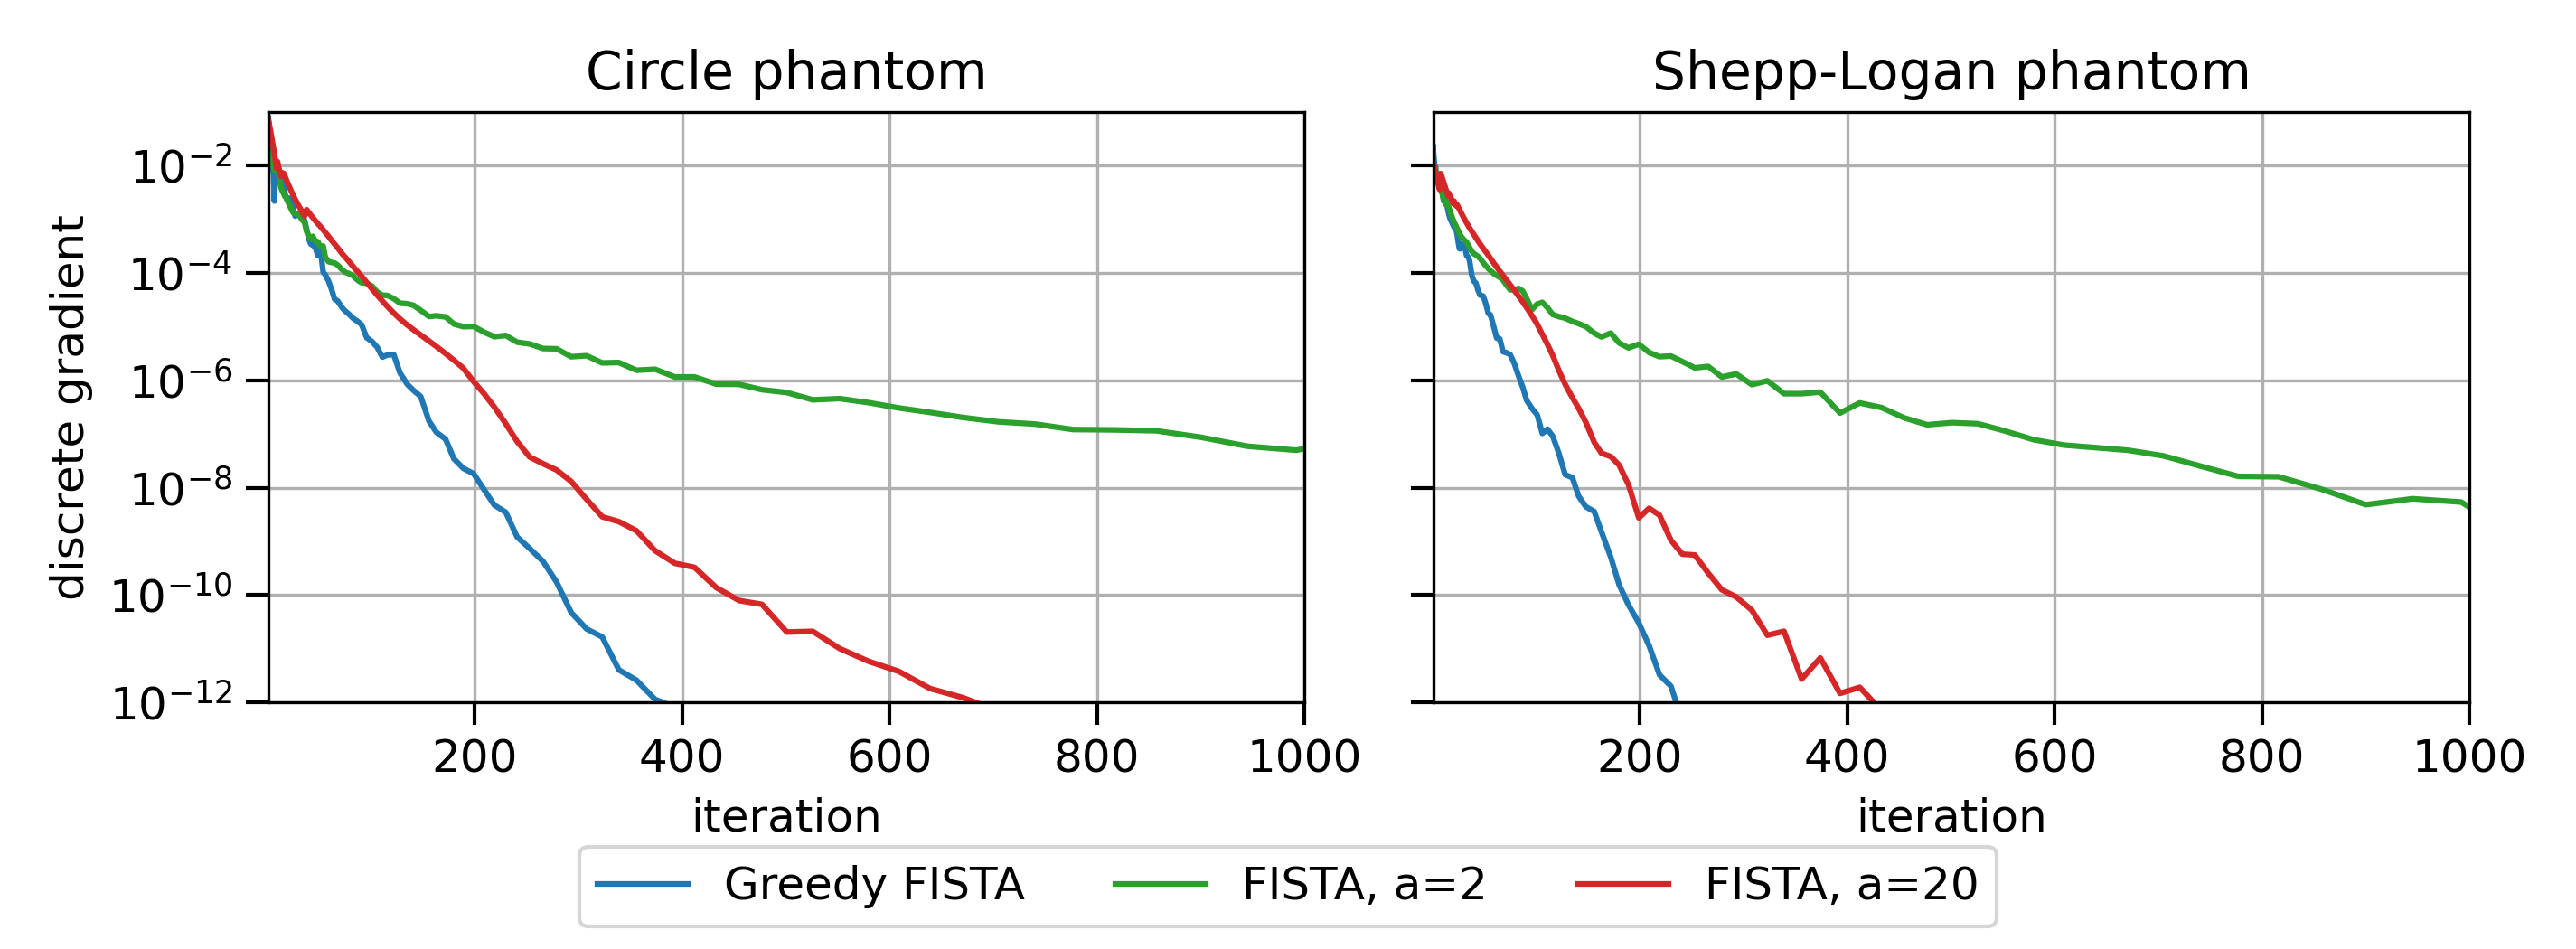 Circle phantom
Shepp-Logan phantom
discrete gradient
10⁻²
10⁻⁴
10⁻⁶
10⁻⁸
10⁻¹⁰
10⁻¹²
200 400 600 800 1000
200 400 600 800 1000
iteration
iteration
Greedy FISTA FISTA, a=2 FISTA, a=20